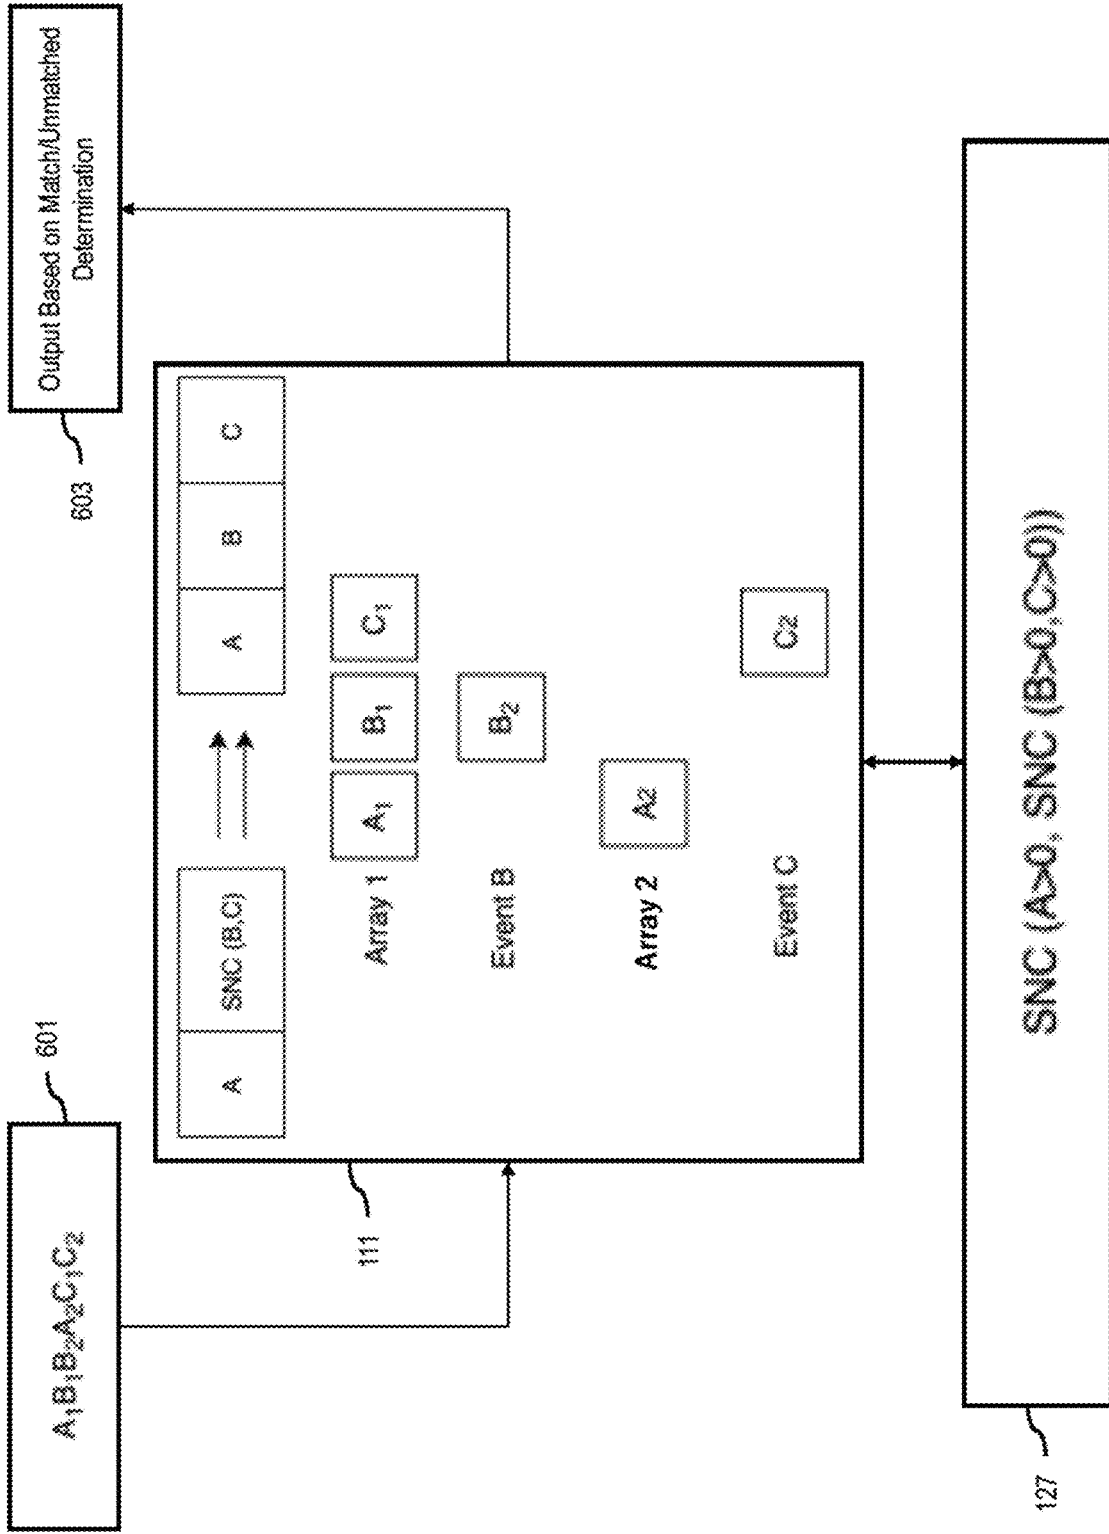 A₁B₁B₂A₂C₁C₂
601
Output Based on Match/Unmatched
Determination
603
111
A SNC (B,C) A B C
Array 1 A₁ B₁ C₁
Event B B₂
Array 2 A₂
Event C C₂
SNC (A>0, SNC (B>0,C>0))
127